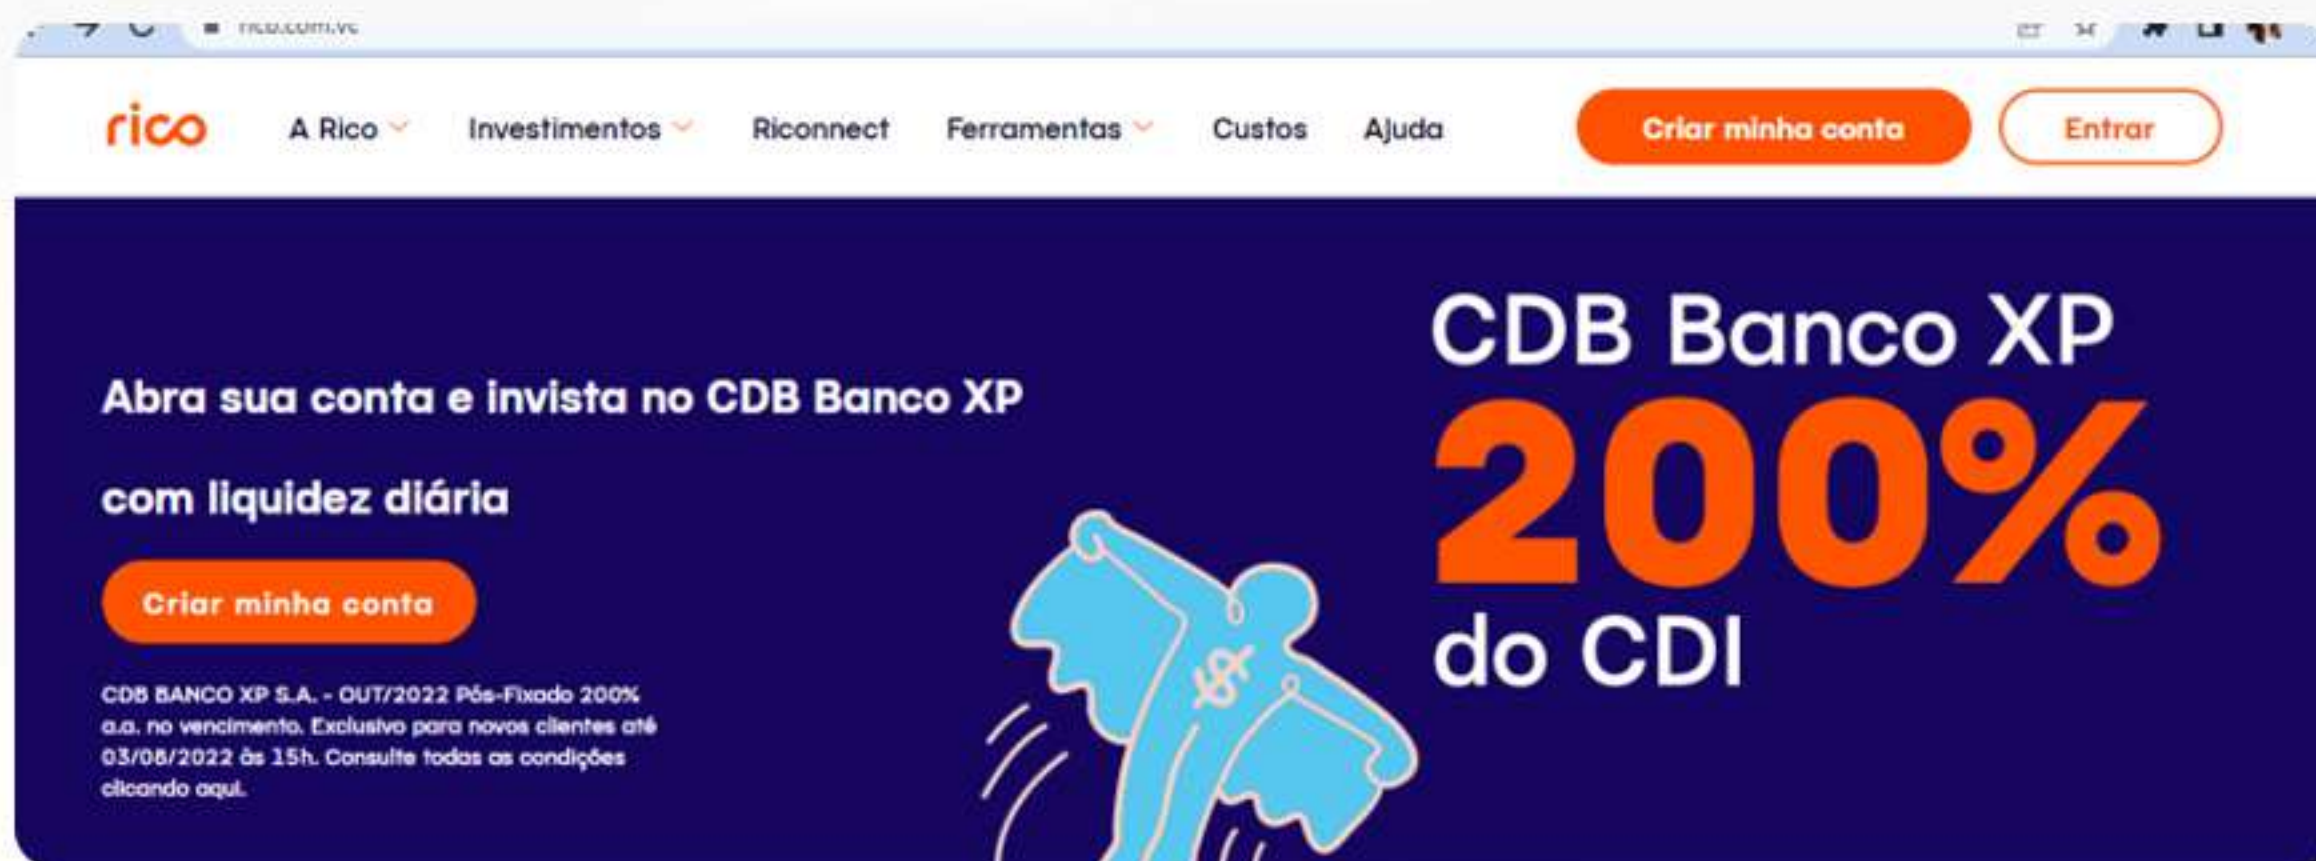 rico.com.vc
rico A Rico Investimentos Riconnect Ferramentas Custos Ajuda Criar minha conta Entrar
Abra sua conta e invista no CDB Banco XP
com liquidez diária
Criar minha conta
CDB BANCO XP S.A. - OUT/2022 Pós-Fixado 200%
a.a. no vencimento. Exclusivo para novos clientes até
03/08/2022 às 15h. Consulte todas as condições
clicando aqui.
CDB Banco XP
200%
do CDI
$